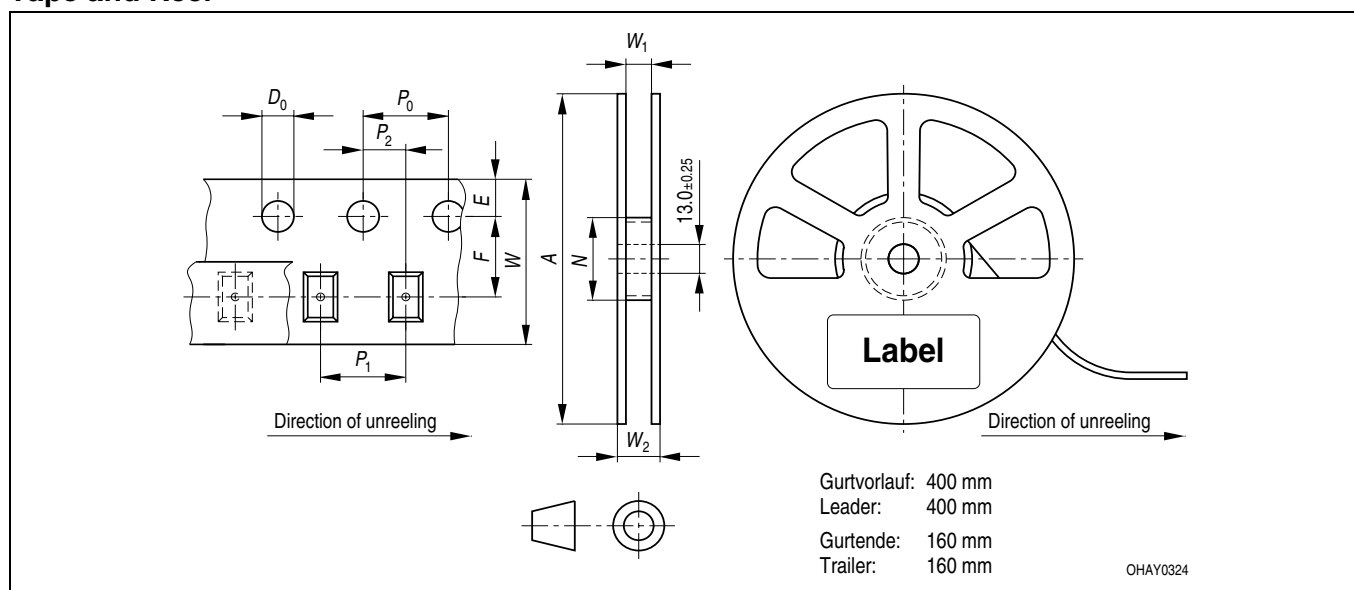 Tape and Reel
W1
D0
P0
P2
E
F
W
A
N
13.0±0.25
P1
W2
Label
Direction of unreeling
Direction of unreeling
Gurtvorlauf: 400 mm
Leader: 400 mm
Gurtende: 160 mm
Trailer: 160 mm
OHAY0324